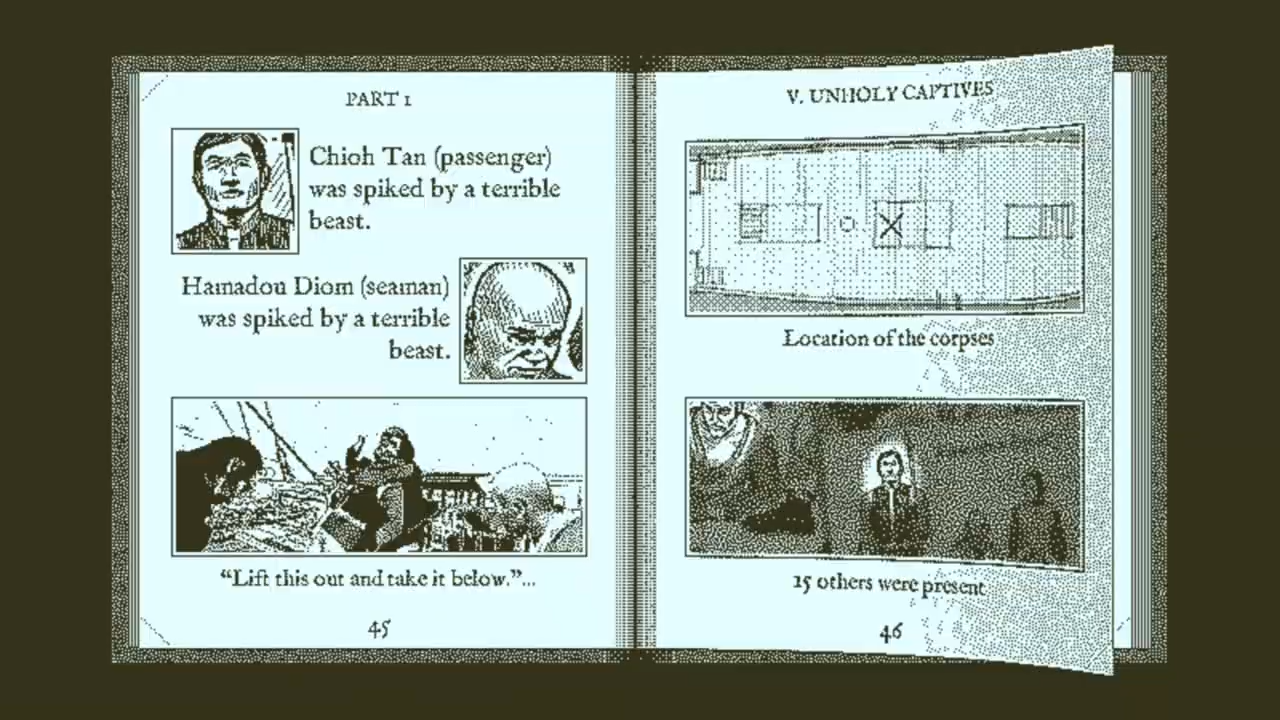 PART 1
Chioh Tan (passenger)
was spiked by a terrible
beast.
Hamadou Diom (seaman)
was spiked by a terrible
beast.
“Lift this out and take it below.”...
45
V. UNHOLY CAPTIVES
Location of the corpses
15 others were present
46